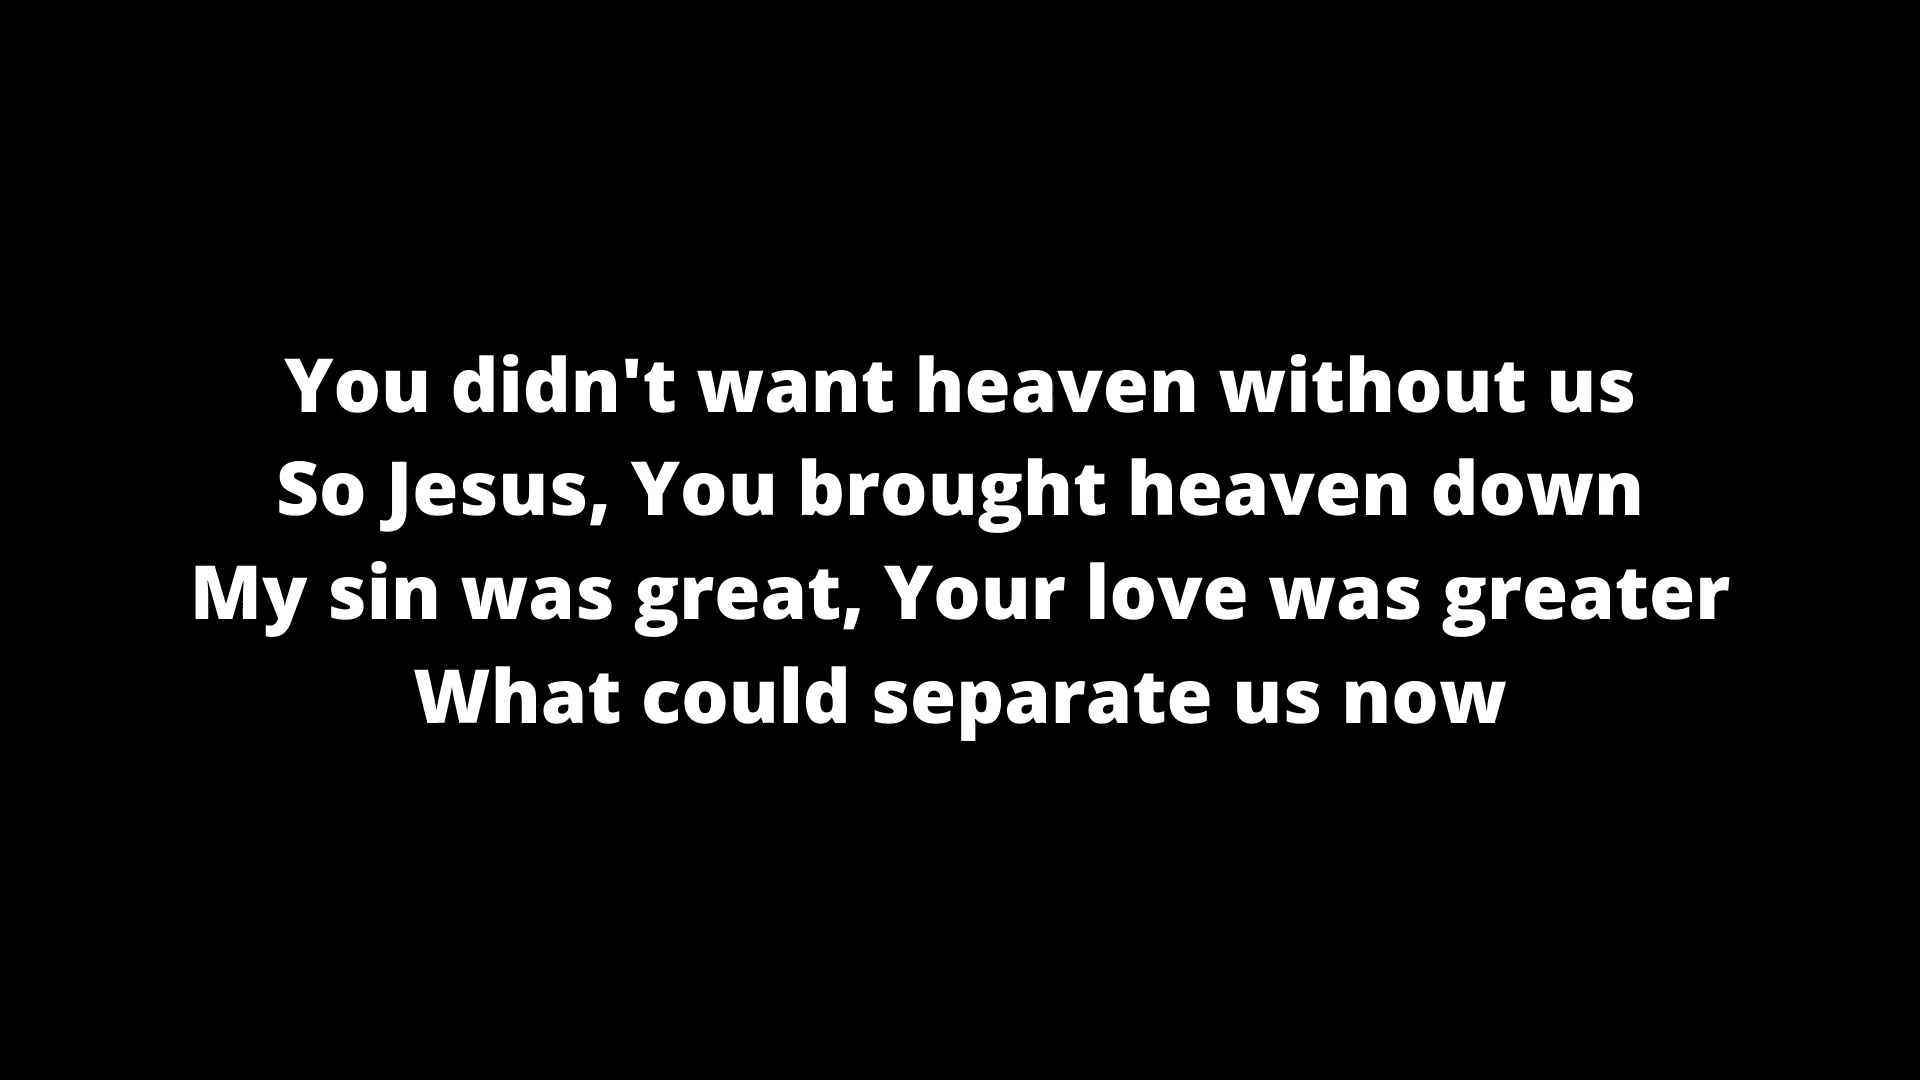 You didn't want heaven without us
So Jesus, You brought heaven down
My sin was great, Your love was greater
What could separate us now